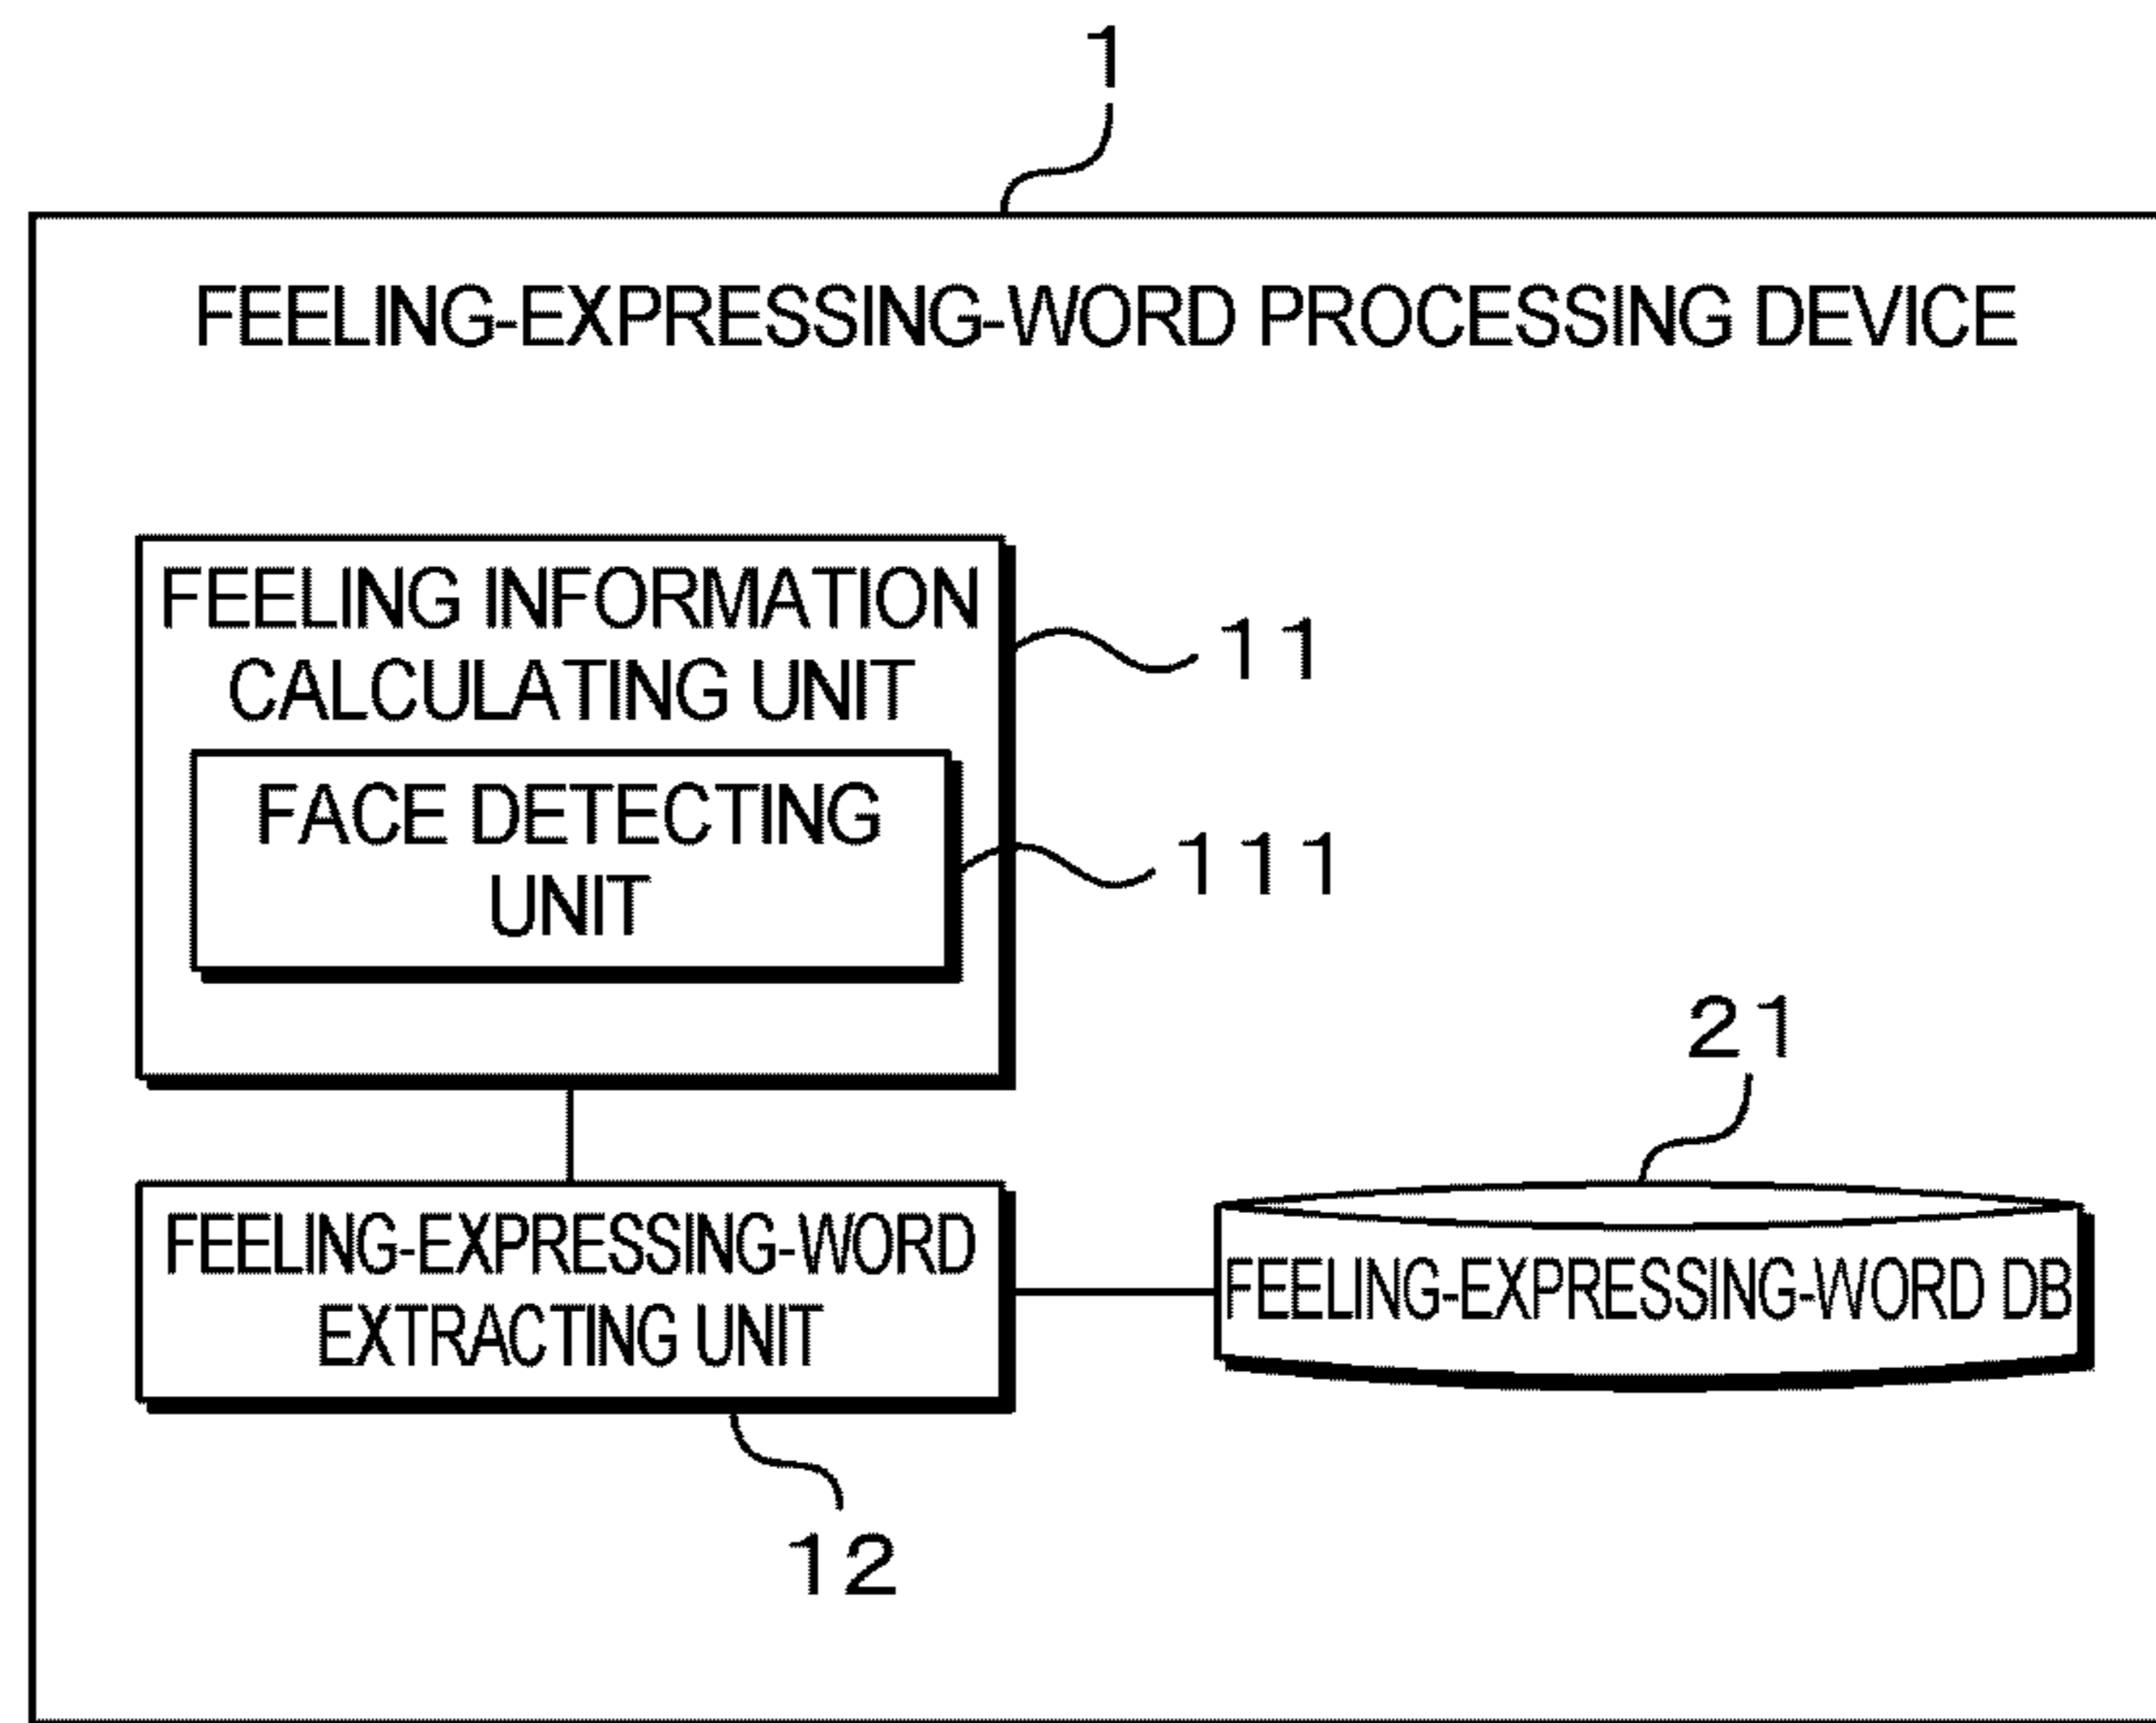 1
FEELING-EXPRESSING-WORD PROCESSING DEVICE
FEELING INFORMATION
CALCULATING UNIT
11
FACE DETECTING
UNIT
111
21
FEELING-EXPRESSING-WORD
EXTRACTING UNIT
FEELING-EXPRESSING-WORD DB
12